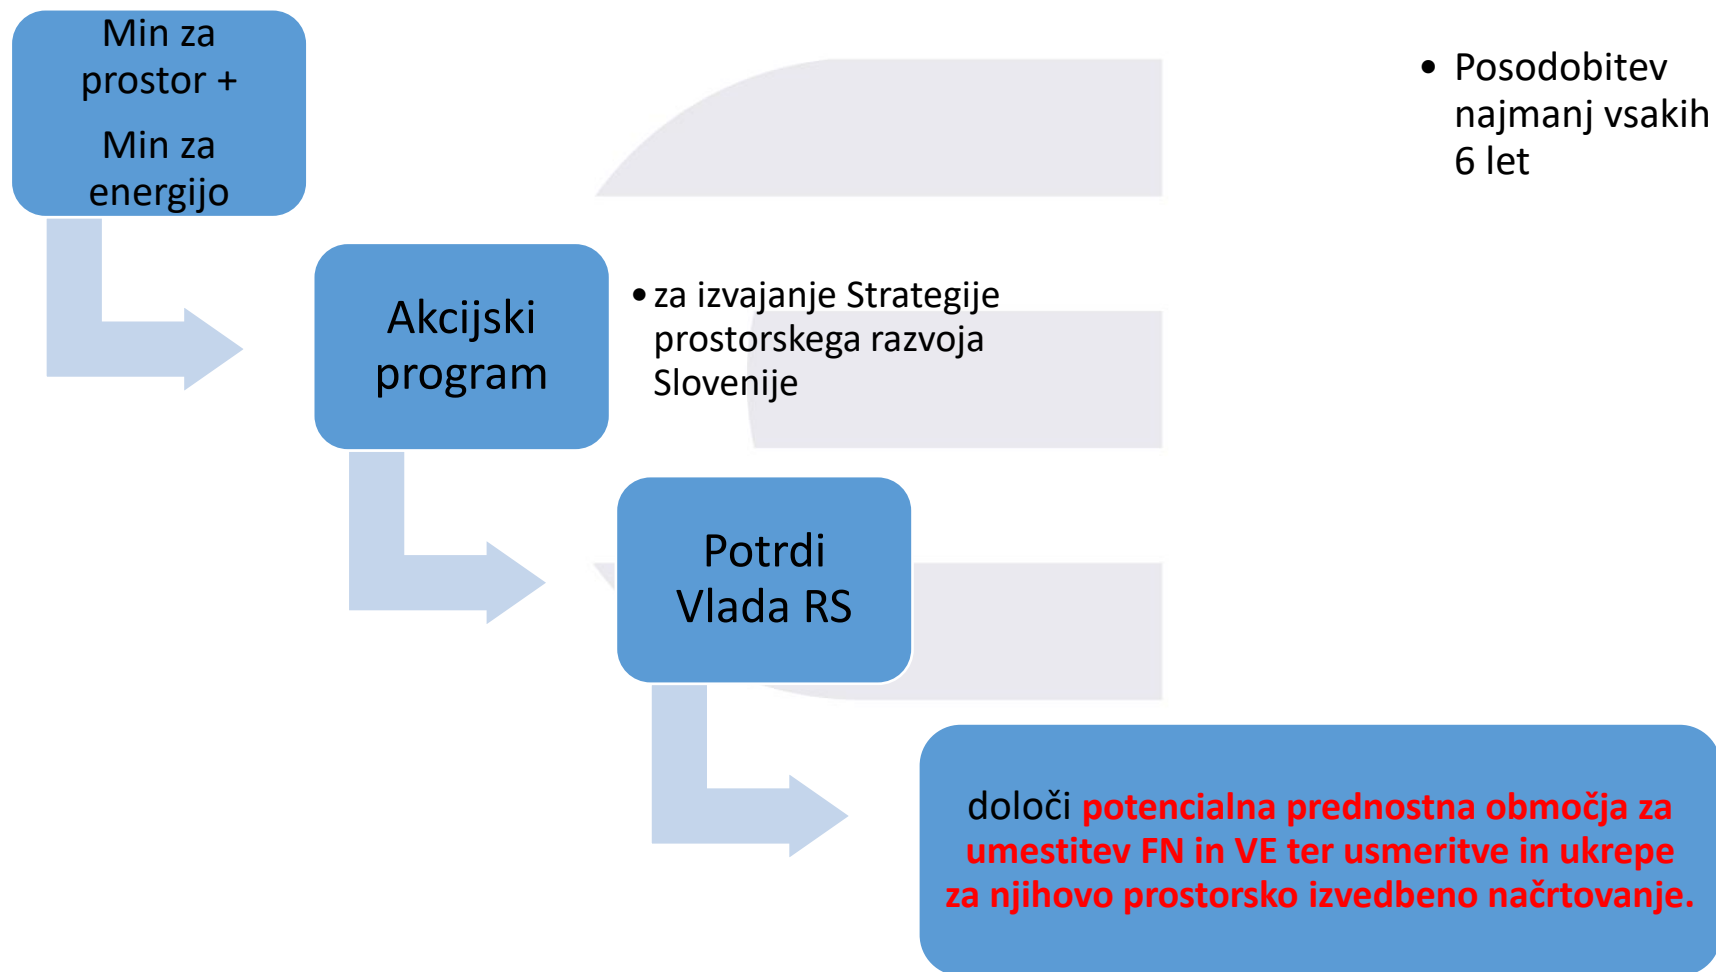 Min za
prostor +
Min za
energijo
• Posodobitev
najmanj vsakih
6 let
Akcijski
program
• za izvajanje Strategije
prostorskega razvoja
Slovenije
Potrdi
Vlada RS
določi potencialna prednostna območja za
umestitev FN in VE ter usmeritve in ukrepe
za njihovo prostorsko izvedbeno načrtovanje.